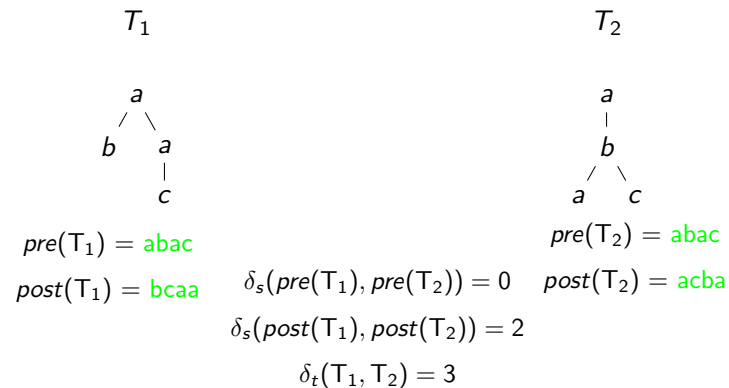 T₁ T₂
a a
b a b
c a c
pre(T₁) = abac pre(T₂) = abac
post(T₁) = bcaa δₛ(pre(T₁), pre(T₂)) = 0 post(T₂) = acba
δₛ(post(T₁), post(T₂)) = 2
δₜ(T₁, T₂) = 3